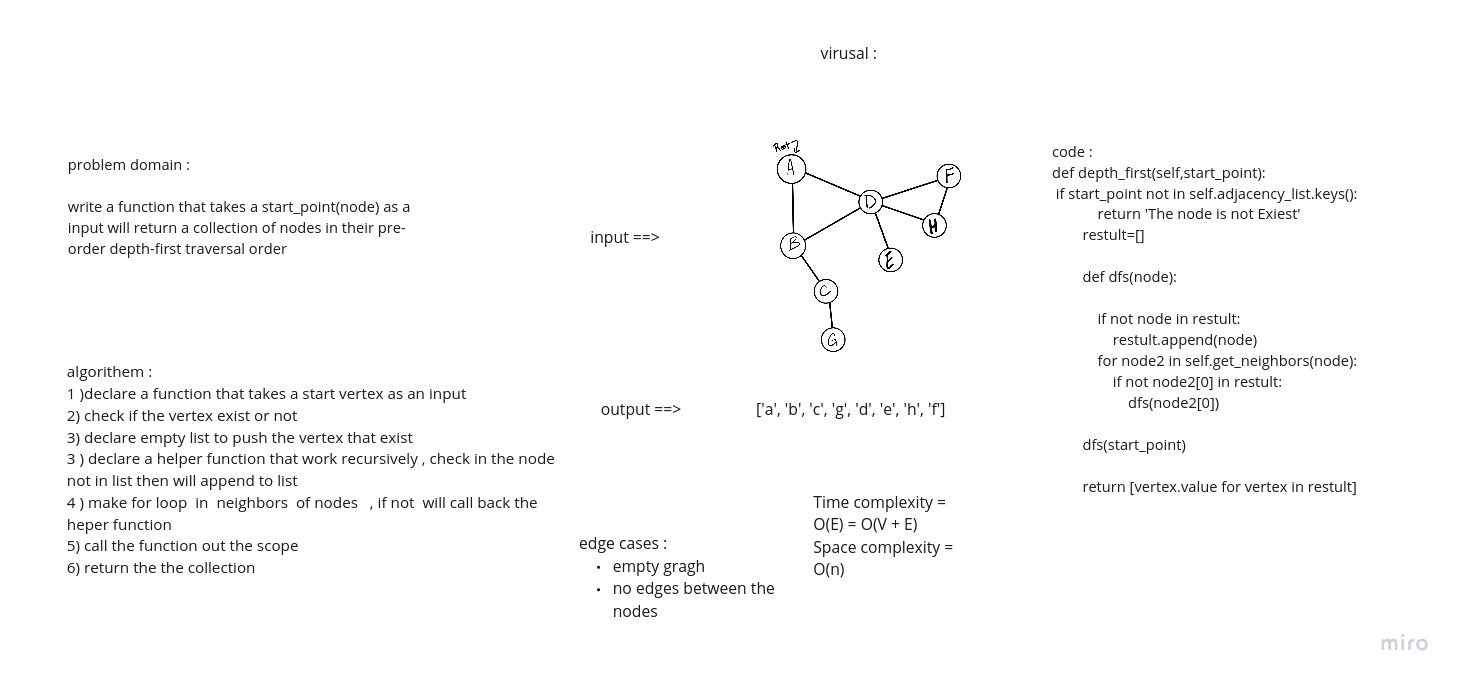 virusal :
problem domain :
write a function that takes a start_point(node) as a
input will return a collection of nodes in their pre-
order depth-first traversal order
algorithem :
1 )declare a function that takes a start vertex as an input
2) check if the vertex exist or not
3) declare empty list to push the vertex that exist
3 ) declare a helper function that work recursively , check in the node
not in list then will append to list
4 ) make for loop  in  neighbors  of nodes   , if not  will call back the
heper function
5) call the function out the scope
6) return the the collection
input ==>
Root
A
D
F
H
B
E
C
G
output ==>
['a', 'b', 'c', 'g', 'd', 'e', 'h', 'f']
edge cases :
• empty gragh
• no edges between the
nodes
Time complexity =
O(E) = O(V + E)
Space complexity =
O(n)
code :
def depth_first(self,start_point):
if start_point not in self.adjacency_list.keys():
return 'The node is not Exiest'
restult=[]
def dfs(node):
if not node in restult:
restult.append(node)
for node2 in self.get_neighbors(node):
if not node2[0] in restult:
dfs(node2[0])
dfs(start_point)
return [vertex.value for vertex in restult]
miro